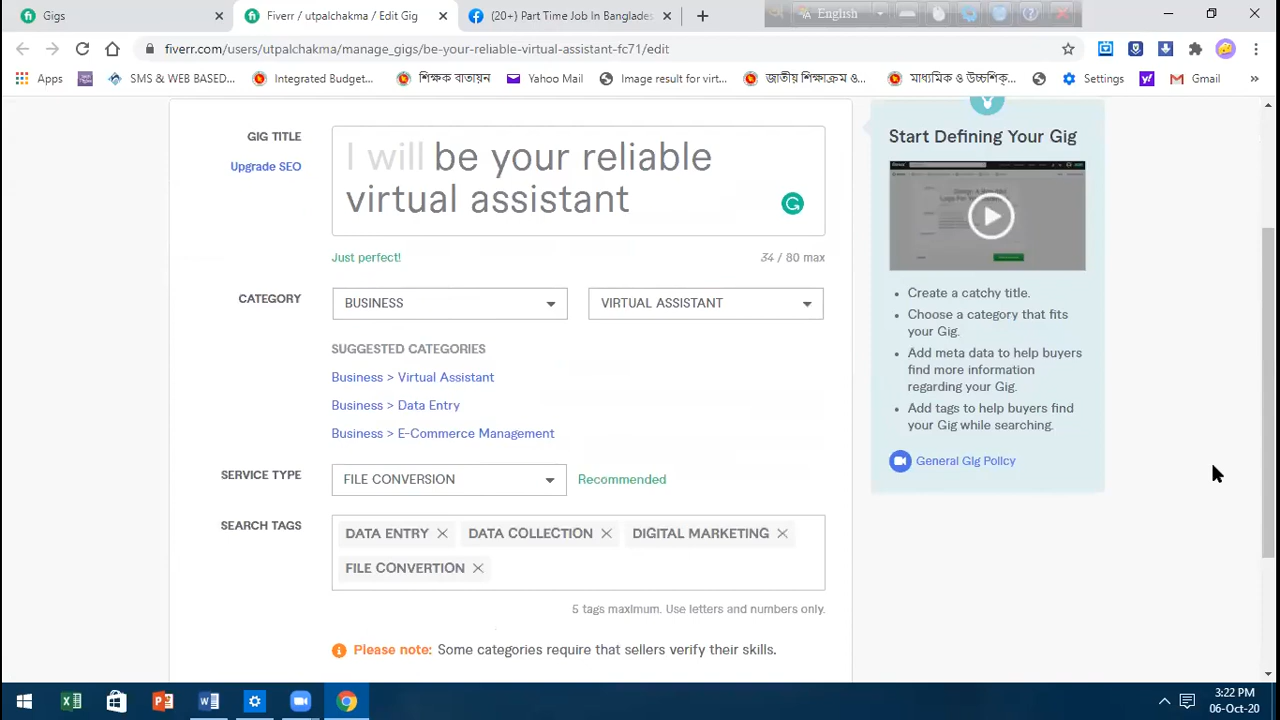 Gigs
Fiverr / utpalchakma / Edit Gig
(20+) Part Time Job In Banglades
English
fiverr.com/users/utpalchakma/manage_gigs/be-your-reliable-virtual-assistant-fc71/edit
Apps
SMS & WEB BASED...
Integrated Budget...
শিক্ষক বাতায়ন
Yahoo Mail
Image result for virt...
জাতীয় শিক্ষাক্রম ও...
মাধ্যমিক ও উচ্চশিক্...
Settings
Gmail
GIG TITLE
Upgrade SEO
I will be your reliable
virtual assistant
Just perfect!
34 / 80 max
CATEGORY
BUSINESS
VIRTUAL ASSISTANT
SUGGESTED CATEGORIES
Business > Virtual Assistant
Business > Data Entry
Business > E-Commerce Management
SERVICE TYPE
FILE CONVERSION
Recommended
SEARCH TAGS
DATA ENTRY
DATA COLLECTION
DIGITAL MARKETING
FILE CONVERTION
5 tags maximum. Use letters and numbers only.
Please note: Some categories require that sellers verify their skills.
Start Defining Your Gig
Create a catchy title.
Choose a category that fits
your Gig.
Add meta data to help buyers
find more information
regarding your Gig.
Add tags to help buyers find
your Gig while searching.
General Gig Policy
3:22 PM
06-Oct-20